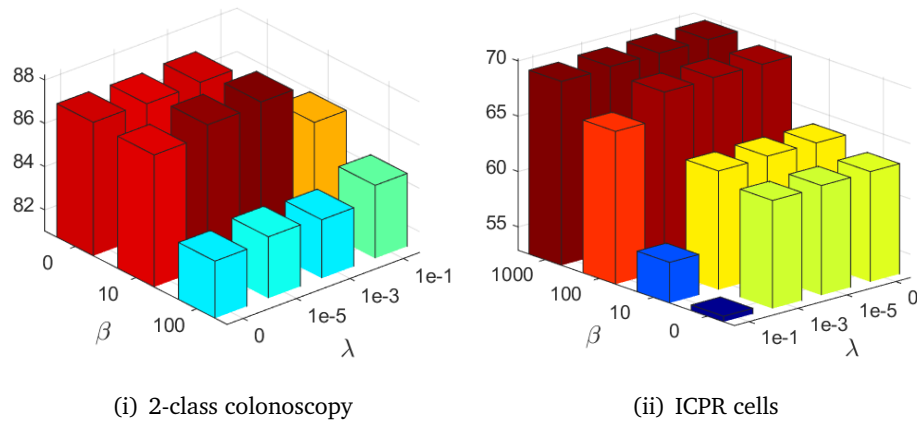 88
86
84
82
0
10
100
β
0
1e-5
1e-3
1e-1
λ
(i) 2-class colonoscopy
70
65
60
55
1000
100
10
0
β
1e-1
1e-3
1e-5
0
λ
(ii) ICPR cells